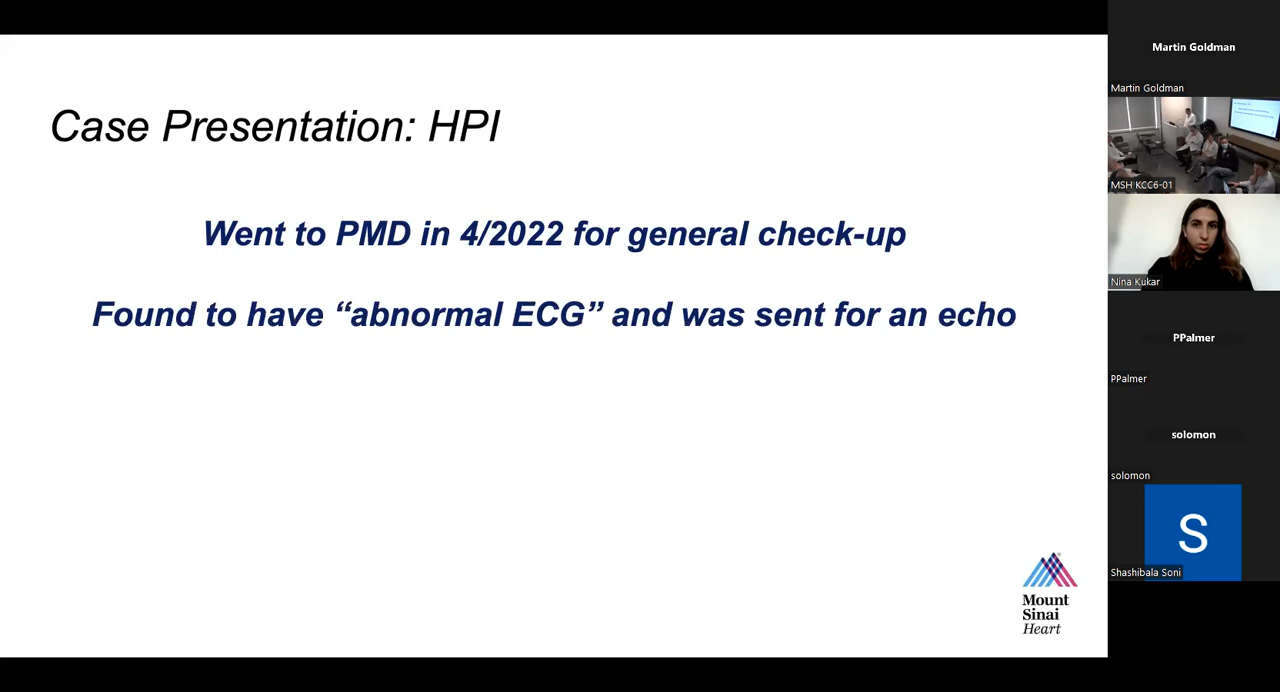 Case Presentation: HPI
Went to PMD in 4/2022 for general check-up
Found to have “abnormal ECG” and was sent for an echo
Mount
Sinai
Heart
Martin Goldman
Martin Goldman
MSH KCC6-01
Nina Kukar
PPalmer
PPalmer
solomon
solomon
S
Shashibala Soni